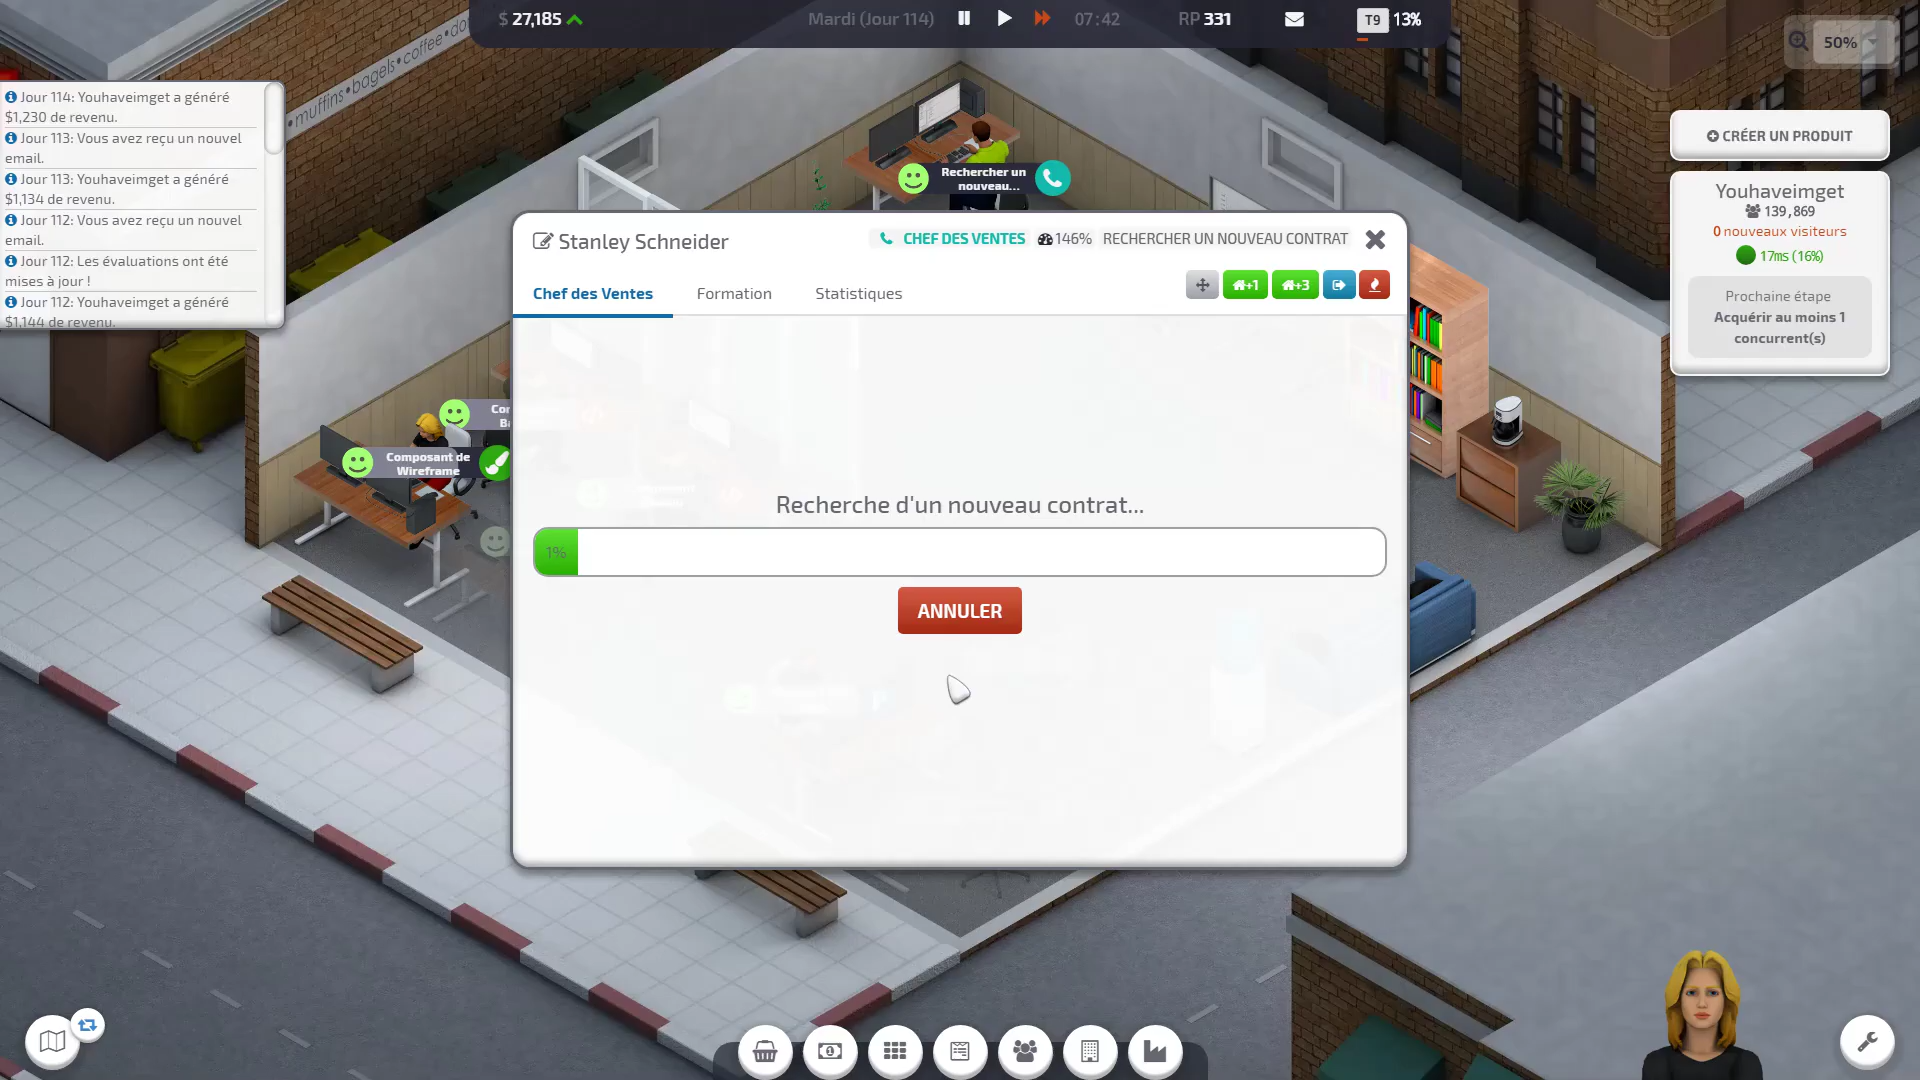 $ 27,185
Mardi (Jour 114)
07:42
RP 331
T9 13%
50%
muffins•bagels•coffee•do
Jour 114: Youhaveimget a généré
$1,230 de revenu.
Jour 113: Vous avez reçu un nouvel
email.
Jour 113: Youhaveimget a généré
$1,134 de revenu.
Jour 112: Vous avez reçu un nouvel
email.
Jour 112: Les évaluations ont été
mises à jour !
Jour 112: Youhaveimget a généré
$1,144 de revenu.
CRÉER UN PRODUIT
Youhaveimget
139,869
0 nouveaux visiteurs
17ms (16%)
Prochaine étape
Acquérir au moins 1
concurrent(s)
Rechercher un
nouveau...
Stanley Schneider
CHEF DES VENTES
146%
RECHERCHER UN NOUVEAU CONTRAT
Chef des Ventes
Formation
Statistiques
+1
+3
Composant de
Wireframe
Recherche d'un nouveau contrat...
1%
ANNULER